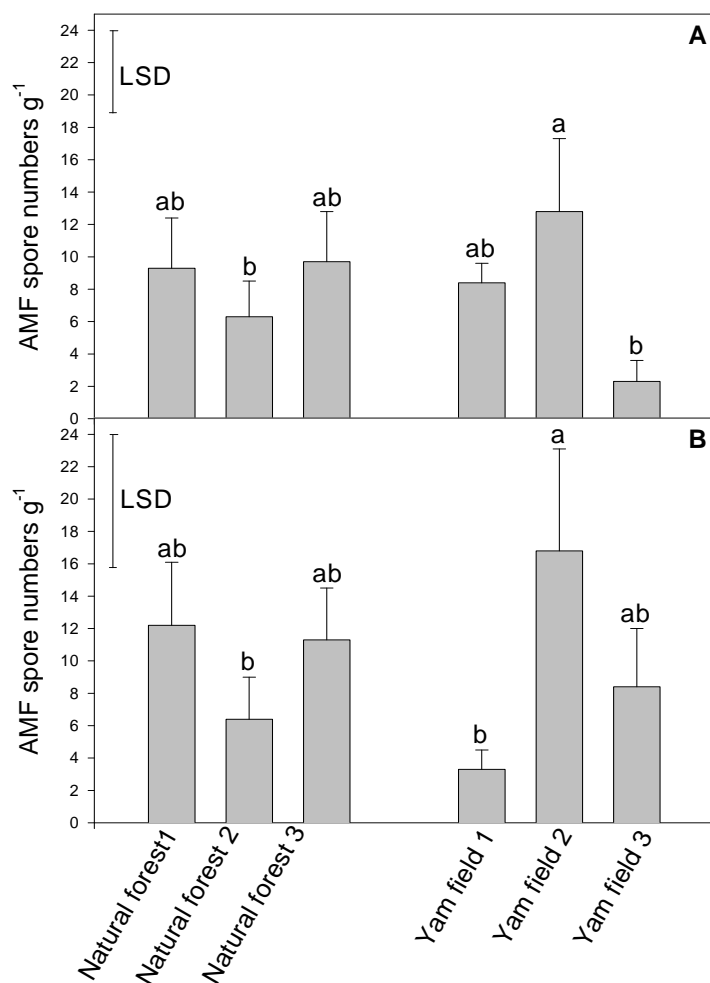 A
AMF spore numbers g-1
24
22
20
18
16
14
12
10
8
6
4
2
0
LSD
ab
b
ab
ab
a
b
B
AMF spore numbers g-1
24
22
20
18
16
14
12
10
8
6
4
2
0
LSD
ab
b
ab
b
a
ab
Natural forest1
Natural forest 2
Natural forest 3
Yam field 1
Yam field 2
Yam field 3